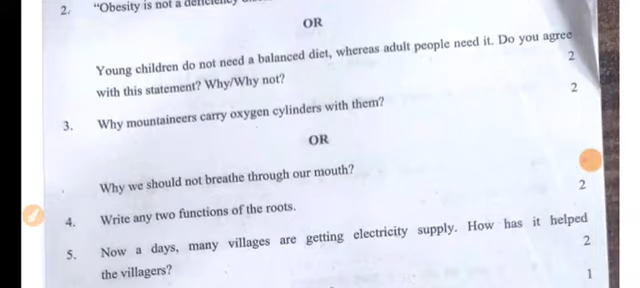 2. "Obesity is not a deficiency
OR
Young children do not need a balanced diet, whereas adult people need it. Do you agree
with this statement? Why/Why not? 2
2
3. Why mountaineers carry oxygen cylinders with them?
OR
Why we should not breathe through our mouth?
2
4. Write any two functions of the roots.
5. Now a days, many villages are getting electricity supply. How has it helped
the villagers? 2
1